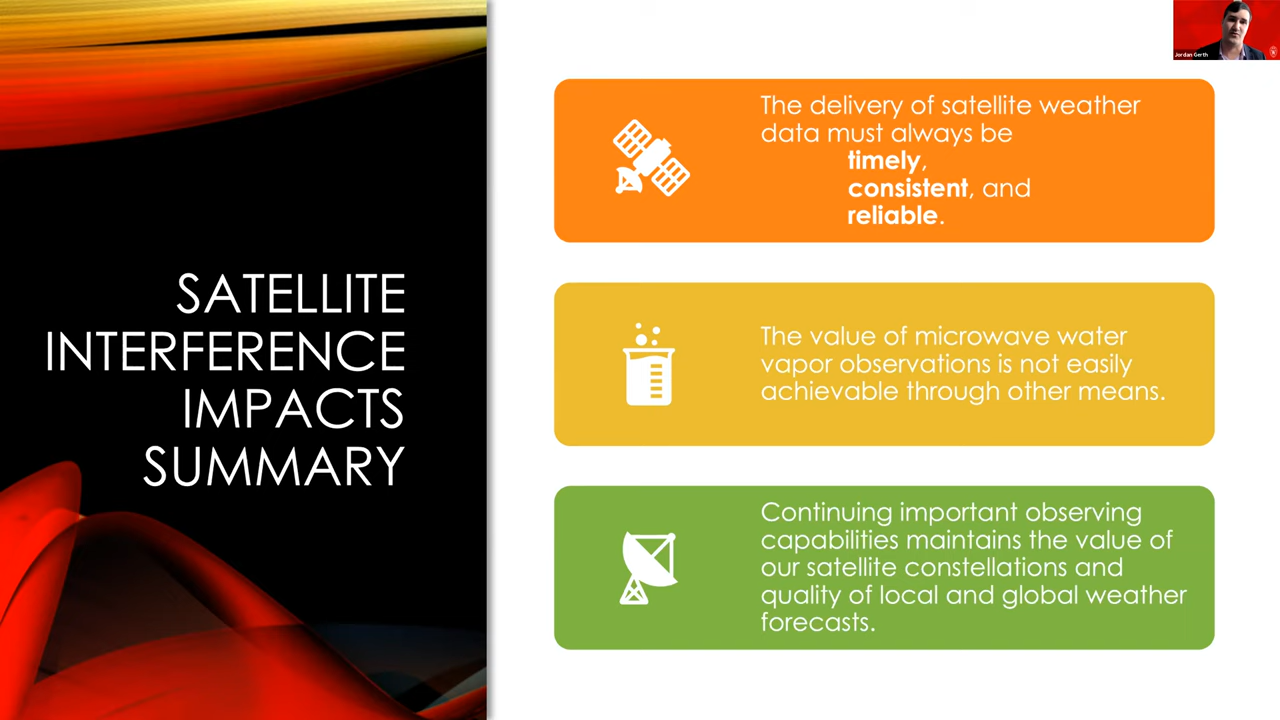 SATELLITE
INTERFERENCE
IMPACTS
SUMMARY
The delivery of satellite weather
data must always be
timely,
consistent, and
reliable.
The value of microwave water
vapor observations is not easily
achievable through other means.
Continuing important observing
capabilities maintains the value of
our satellite constellations and
quality of local and global weather
forecasts.
Jordan Gerth